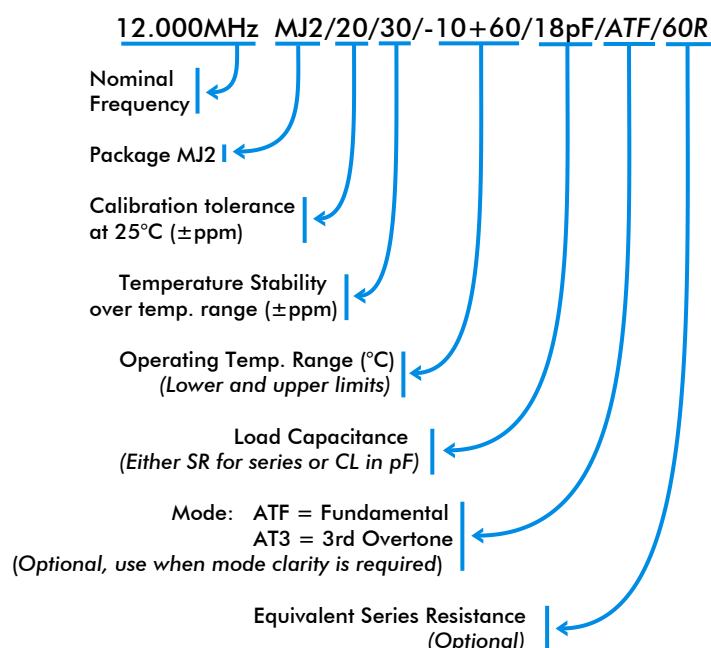 12.000MHz MJ2/20/30/-10+60/18pF/ATF/60R
Nominal
Frequency
Package MJ2
Calibration tolerance
at 25°C (±ppm)
Temperature Stability
over temp. range (±ppm)
Operating Temp. Range (°C)
(Lower and upper limits)
Load Capacitance
(Either SR for series or CL in pF)
Mode: ATF = Fundamental
AT3 = 3rd Overtone
(Optional, use when mode clarity is required)
Equivalent Series Resistance
(Optional)